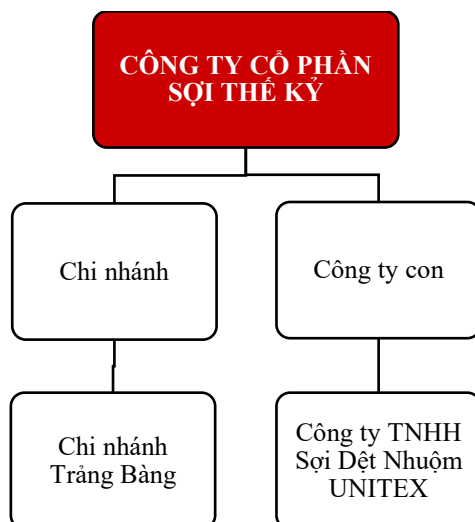 CÔNG TY CỔ PHẦN
SỢI THẾ KỶ
Chi nhánh
Công ty con
Chi nhánh
Trảng Bàng
Công ty TNHH
Sợi Dệt Nhuộm
UNITEX